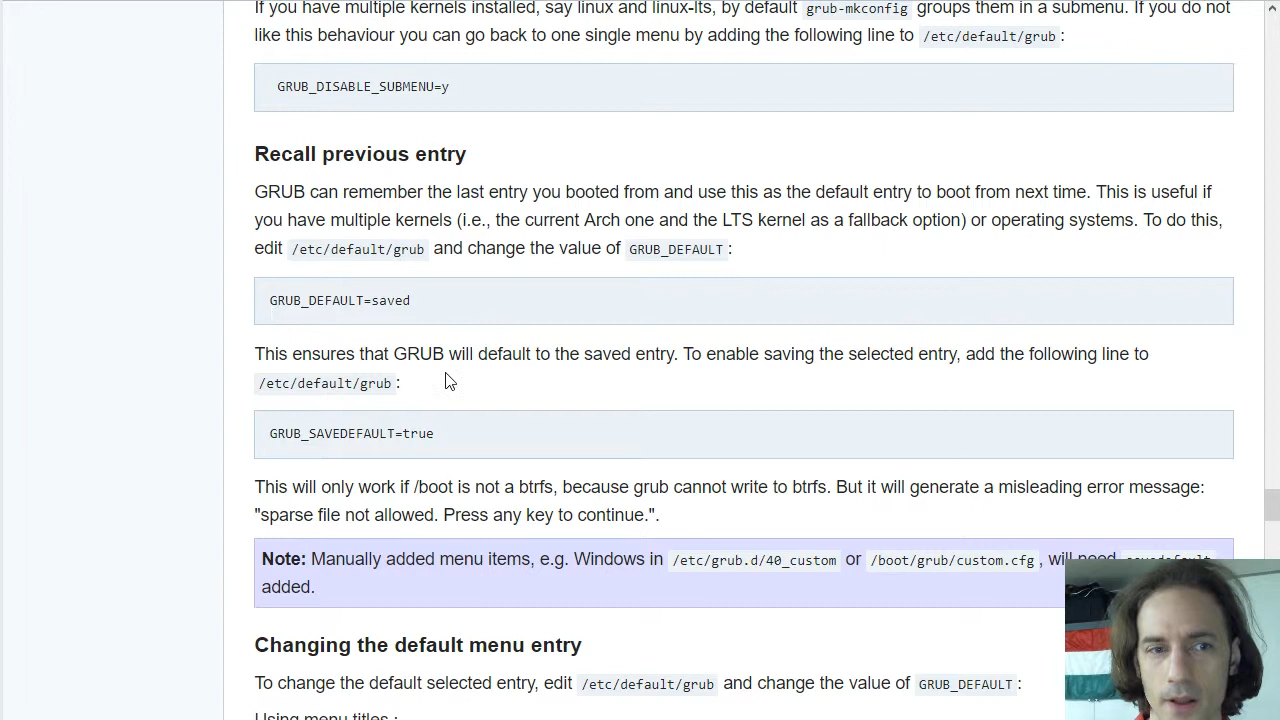 If you have multiple kernels installed, say linux and linux-lts, by default grub-mkconfig groups them in a submenu. If you do not
like this behaviour you can go back to one single menu by adding the following line to /etc/default/grub:
GRUB_DISABLE_SUBMENU=y
Recall previous entry
GRUB can remember the last entry you booted from and use this as the default entry to boot from next time. This is useful if
you have multiple kernels (i.e., the current Arch one and the LTS kernel as a fallback option) or operating systems. To do this,
edit /etc/default/grub and change the value of GRUB_DEFAULT:
GRUB_DEFAULT=saved
This ensures that GRUB will default to the saved entry. To enable saving the selected entry, add the following line to
/etc/default/grub:
GRUB_SAVEDEFAULT=true
This will only work if /boot is not a btrfs, because grub cannot write to btrfs. But it will generate a misleading error message:
"sparse file not allowed. Press any key to continue.".
Note: Manually added menu items, e.g. Windows in /etc/grub.d/40_custom or /boot/grub/custom.cfg, will need
added.
Changing the default menu entry
To change the default selected entry, edit /etc/default/grub and change the value of GRUB_DEFAULT:
Using menu titles :